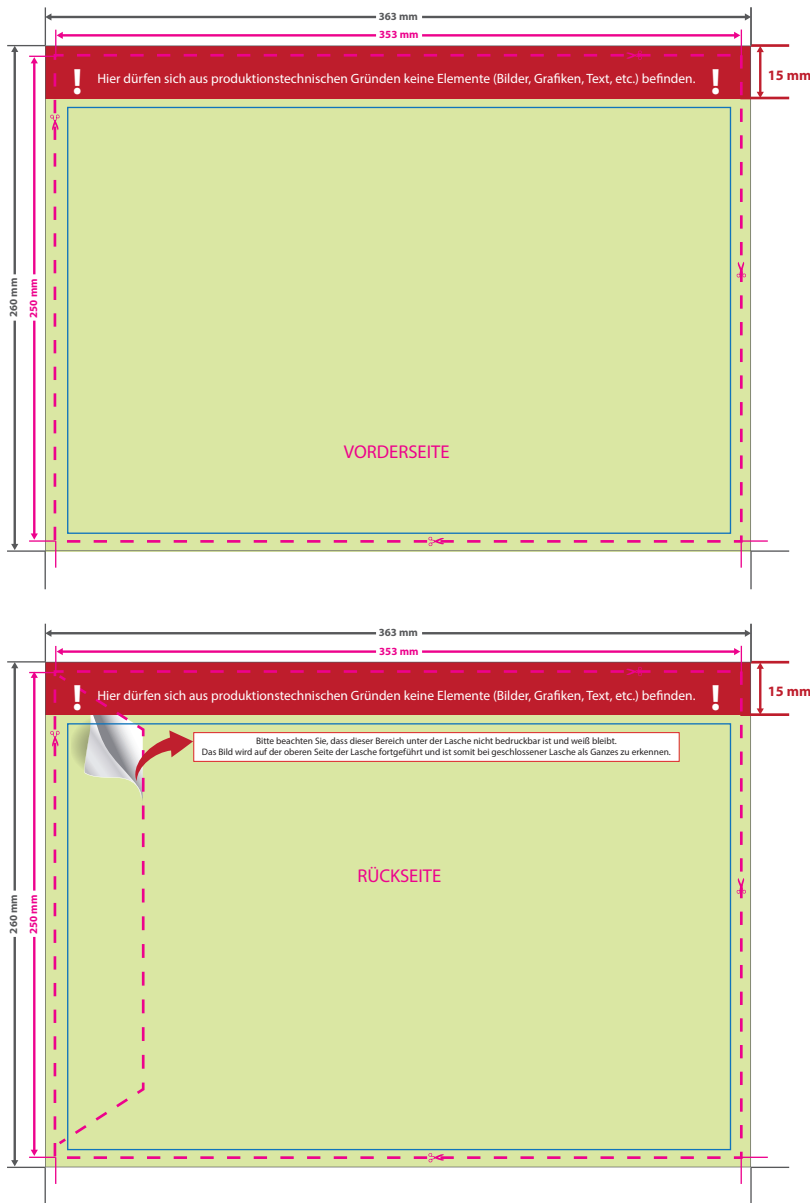 363 mm
353 mm
15 mm
! Hier dürfen sich aus produktionstechnischen Gründen keine Elemente (Bilder, Grafiken, Text, etc.) befinden. !
260 mm
250 mm
VORDERSEITE
363 mm
353 mm
15 mm
! Hier dürfen sich aus produktionstechnischen Gründen keine Elemente (Bilder, Grafiken, Text, etc.) befinden. !
Bitte beachten Sie, dass dieser Bereich unter der Lasche nicht bedruckbar ist und weiß bleibt.
Das Bild wird auf der oberen Seite der Lasche fortgeführt und ist somit bei geschlossener Lasche als Ganzes zu erkennen.
RÜCKSEITE
260 mm
250 mm